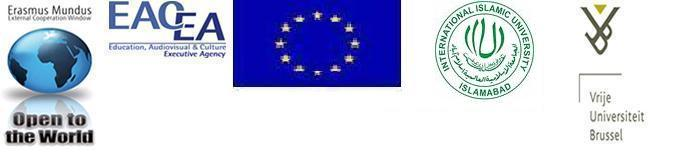 Erasmus Mundus
External Cooperation Window
Open to
the World
EACEA
Education, Audiovisual & Culture
Executive Agency
INTERNATIONAL ISLAMIC UNIVERSITY
ISLAMABAD
Vrije
Universiteit
Brussel